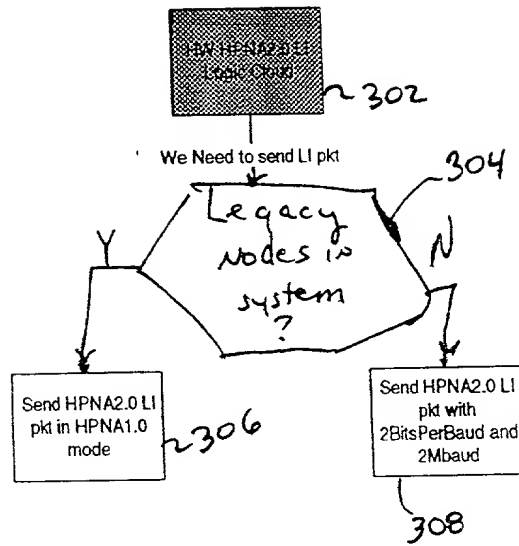 HW HPNA2.0 LI
Logic Cloud
302
We Need to send LI pkt
304
Legacy
Nodes in
system
?
Y
N
Send HPNA2.0 LI
pkt in HPNA1.0
mode
306
Send HPNA2.0 LI
pkt with
2BitsPerBaud and
2Mbaud
308